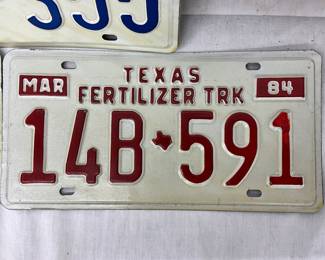 TEXAS
MAR 84
FERTILIZER TRK
14B 591